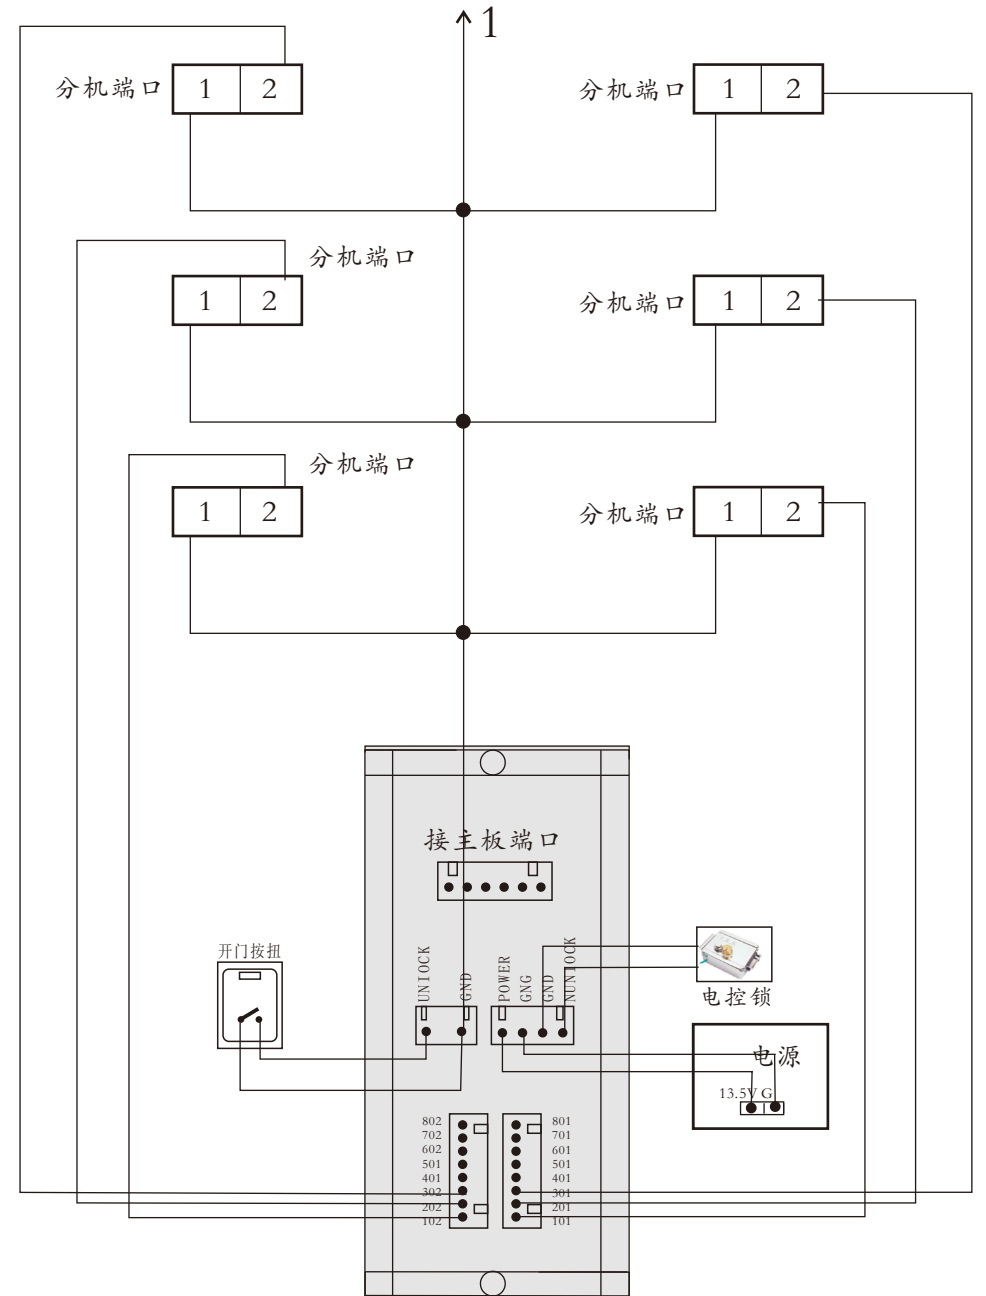 1
分机端口 1 2
分机端口 1 2
分机端口
1 2
分机端口 1 2
分机端口
1 2
分机端口 1 2
接主板端口
开门按扭
UNIOCK
GND
POWER
GNG
GND
NUNIOCK
电控锁
电源
13.5V G
802
702
602
501
401
302
202
102
801
701
601
501
401
301
201
101